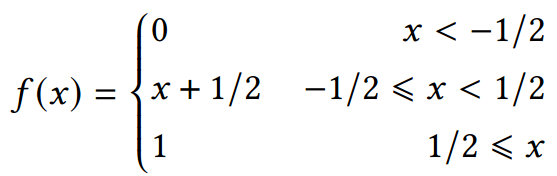 0 x < −1/2
f(x) = { x + 1/2 −1/2 ⩽ x < 1/2
1 1/2 ⩽ x